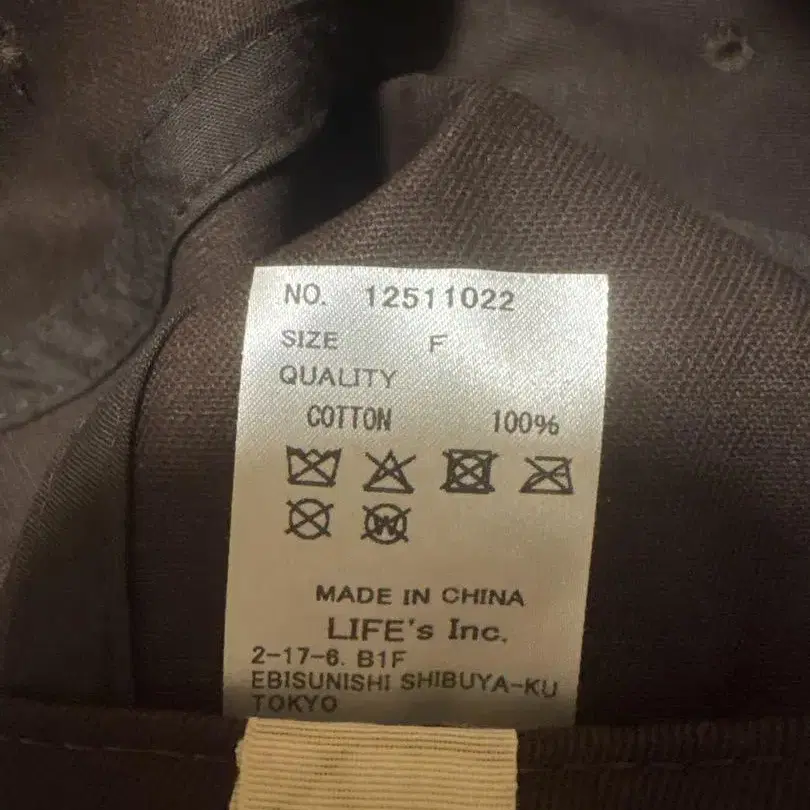 NO. 12511022
SIZE F
QUALITY
COTTON 100%
W
MADE IN CHINA
LIFE's Inc.
2-17-6. B1F
EBISUNISHI SHIBUYA-KU
TOKYO